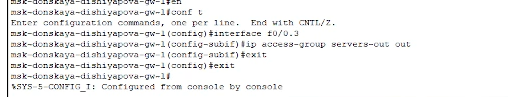 msk-donskaya-dishiyapova-gw-1#en
msk-donskaya-dishiyapova-gw-1#conf t
Enter configuration commands, one per line.  End with CNTL/Z.
msk-donskaya-dishiyapova-gw-1(config)#interface f0/0.3
msk-donskaya-dishiyapova-gw-1(config-subif)#ip access-group servers-out out
msk-donskaya-dishiyapova-gw-1(config-subif)#exit
msk-donskaya-dishiyapova-gw-1(config)#exit
msk-donskaya-dishiyapova-gw-1#
%SYS-5-CONFIG_I: Configured from console by console